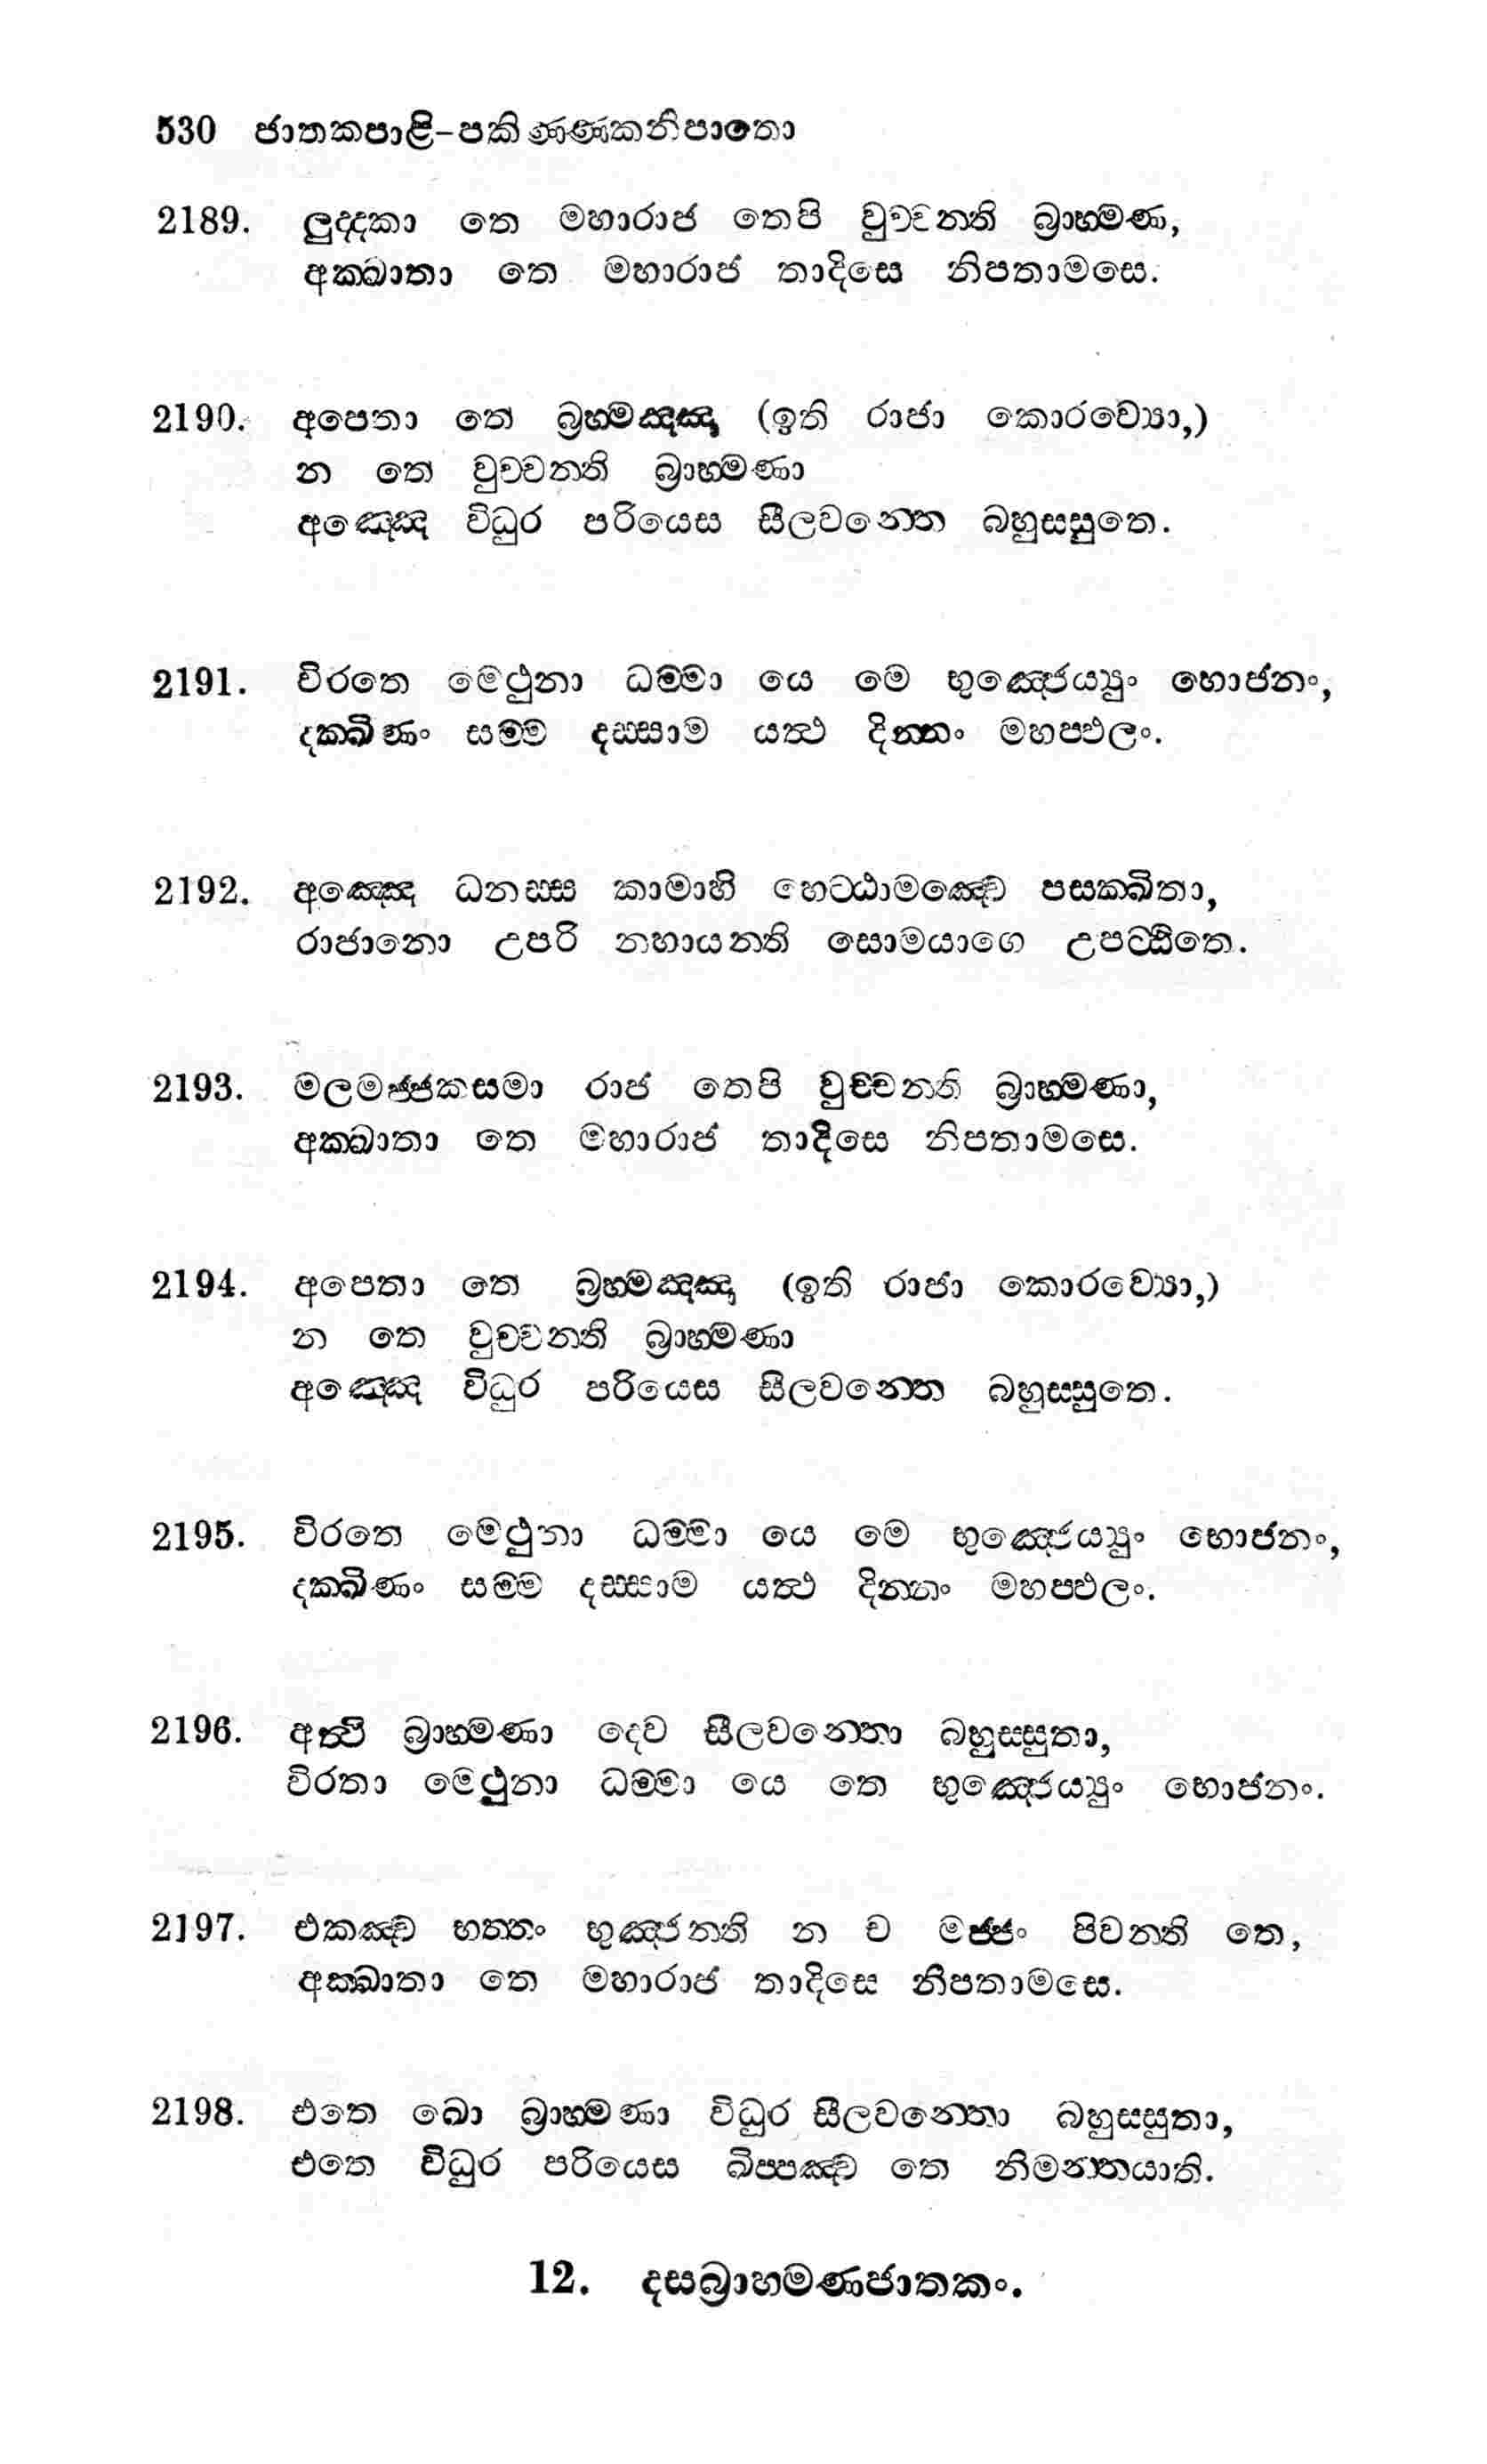 530 ජාතකපාළි-පකිණ්ණකනිපාතො
2189. ලුද්දකා තෙ මහාරාජ තෙපි වුච්චන්ති බ්‍රාහ්මණ,
අක්ඛාතා තෙ මහාරාජ තාදිසෙ නිපතාමසෙ.
2190. අපෙතා තෙ බ්‍රහ්මඤ්ඤා (ඉති රාජා කොරව්‍යො,)
න තෙ වුච්චන්ති බ්‍රාහ්මණා
අඤ්ඤෙ විධුර පරියෙස සීලවන්තෙ බහුස්සුතෙ.
2191. විරතෙ මෙථුනා ධම්මා යෙ මෙ භුඤ්ජෙය්‍යුං භොජනං,
දක්ඛිණං සම්ම දස්සාම යත්ථ දින්නං මහප්ඵලං.
2192. අඤ්ඤෙ ධනස්ස කාමාහි හෙට්ඨාමඤ්චෙ පසක්ඛිතා,
රාජානො උපරි න්හායන්ති සොමයාගෙ උපට්ඨිතෙ.
2193. මලමජ්ජකසමා රාජ තෙපි වුච්චන්ති බ්‍රාහ්මණා,
අක්ඛාතා තෙ මහාරාජ තාදිසෙ නිපතාමසෙ.
2194. අපෙතා තෙ බ්‍රහ්මඤ්ඤා (ඉති රාජා කොරව්‍යො,)
න තෙ වුච්චන්ති බ්‍රාහ්මණා
අඤ්ඤෙ විධුර පරියෙස සීලවන්තෙ බහුස්සුතෙ.
2195. විරතෙ මෙථුනා ධම්මා යෙ මෙ භුඤ්ජෙය්‍යුං භොජනං,
දක්ඛිණං සම්ම දස්සාම යත්ථ දින්නං මහප්ඵලං.
2196. අත්ථි බ්‍රාහ්මණා දෙව සීලවන්තො බහුස්සුතා,
විරතා මෙථුනා ධම්මා යෙ තෙ භුඤ්ජෙය්‍යුං භොජනං.
2197. එකඤ්ච භත්තං භුඤ්ජන්ති න ච මජ්ජං පිවන්ති තෙ,
අක්ඛාතා තෙ මහාරාජ තාදිසෙ නිපතාමසෙ.
2198. එතෙ ඛො බ්‍රාහ්මණා විධුර සීලවන්තො බහුස්සුතා,
එතෙ විධුර පරියෙස ඛිප්පඤ්ච තෙ නිමන්තයාති.
12. දසබ්‍රාහ්මණජාතකං.